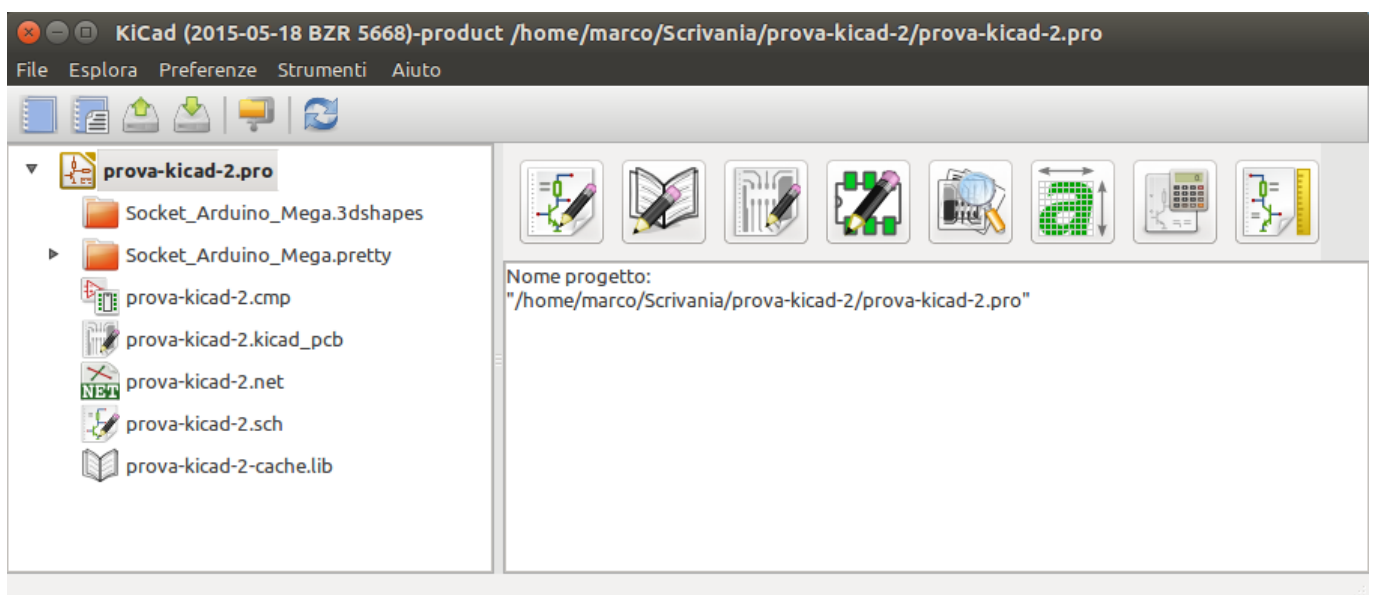 KiCad (2015-05-18 BZR 5668)-product /home/marco/Scrivania/prova-kicad-2/prova-kicad-2.pro
File Esplora Preferenze Strumenti Aiuto
prova-kicad-2.pro
Socket_Arduino_Mega.3dshapes
Socket_Arduino_Mega.pretty
prova-kicad-2.cmp
prova-kicad-2.kicad_pcb
NET prova-kicad-2.net
prova-kicad-2.sch
prova-kicad-2-cache.lib
a
Nome progetto:
"/home/marco/Scrivania/prova-kicad-2/prova-kicad-2.pro"